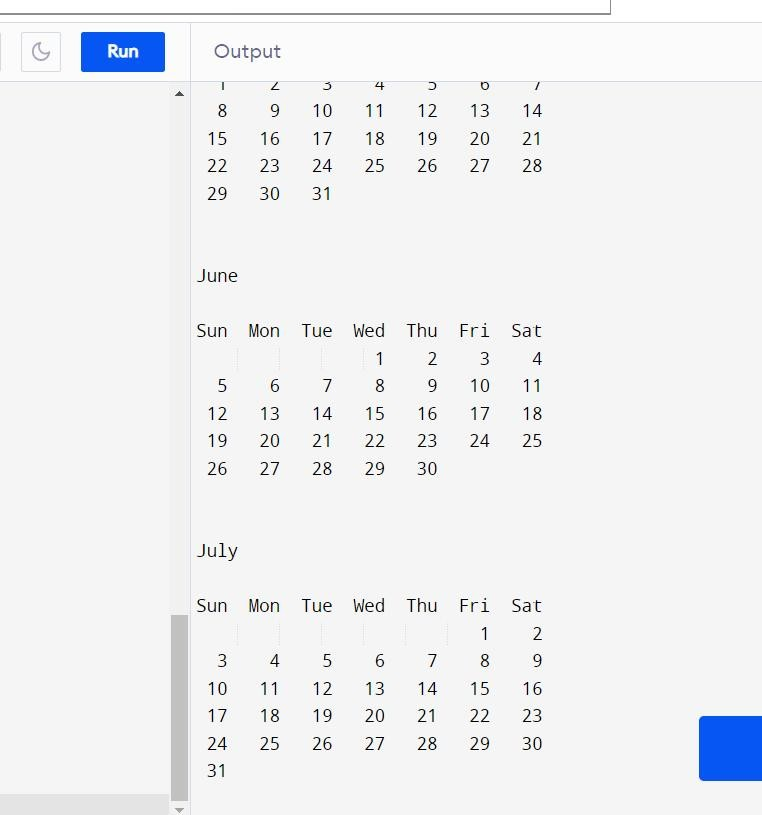 Run
Output
1 2 3 4 5 6 7
8 9 10 11 12 13 14
15 16 17 18 19 20 21
22 23 24 25 26 27 28
29 30 31
June
Sun Mon Tue Wed Thu Fri Sat
1 2 3 4
5 6 7 8 9 10 11
12 13 14 15 16 17 18
19 20 21 22 23 24 25
26 27 28 29 30
July
Sun Mon Tue Wed Thu Fri Sat
1 2
3 4 5 6 7 8 9
10 11 12 13 14 15 16
17 18 19 20 21 22 23
24 25 26 27 28 29 30
31